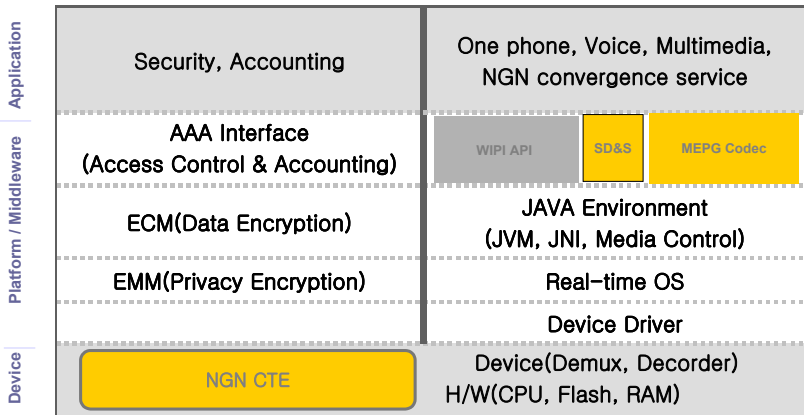 Application
Security, Accounting
One phone, Voice, Multimedia,
NGN convergence service
Platform / Middleware
AAA Interface
(Access Control & Accounting)
WIPI API
SD&S
MEPG Codec
ECM(Data Encryption)
JAVA Environment
(JVM, JNI, Media Control)
EMM(Privacy Encryption)
Real-time OS
Device Driver
Device
NGN CTE
Device(Demux, Decorder)
H/W(CPU, Flash, RAM)